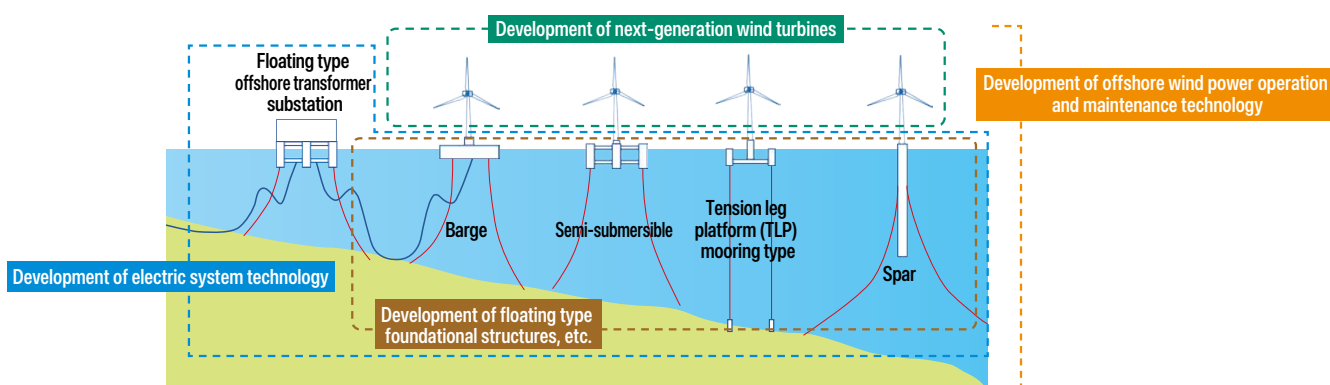 Development of next-generation wind turbines
Floating type
offshore transformer
substation
Development of offshore wind power operation
and maintenance technology
Barge
Semi-submersible
Tension leg
platform (TLP)
mooring type
Spar
Development of electric system technology
Development of floating type
foundational structures, etc.